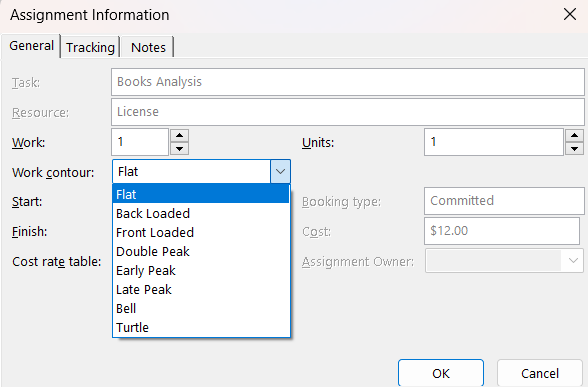 Assignment Information
General Tracking Notes
Task: Books Analysis
Resource: License
Work: 1 Units: 1
Work contour: Flat
Flat
Start: Back Loaded Booking type: Committed
Front Loaded
Finish: Double Peak Cost: $12.00
Cost rate table: Early Peak Assignment Owner:
Late Peak
Bell
Turtle
OK Cancel